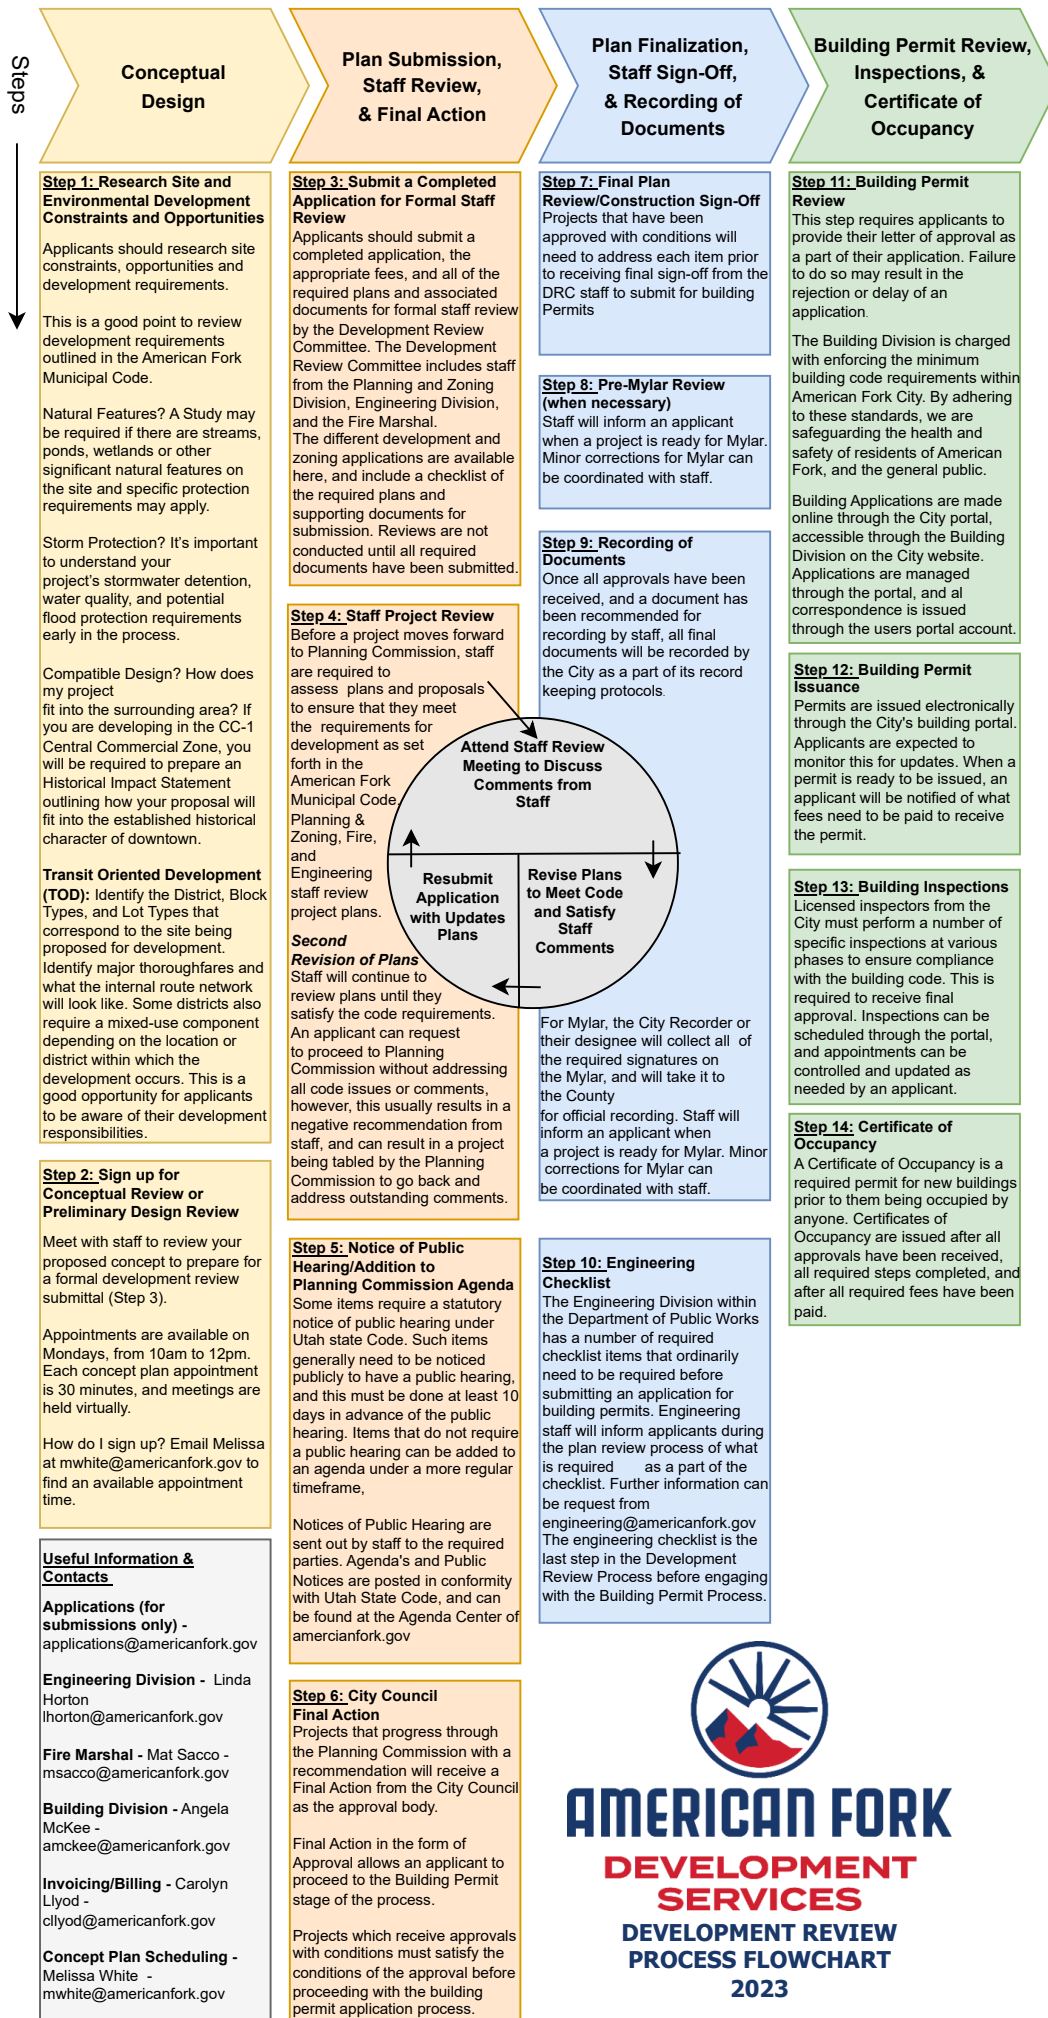 Steps
Conceptual
Design
Plan Submission,
Staff Review,
& Final Action
Plan Finalization,
Staff Sign-Off,
& Recording of
Documents
Building Permit Review,
Inspections, &
Certificate of
Occupancy
Step 1: Research Site and
Environmental Development
Constraints and Opportunities
Applicants should research site
constraints, opportunities and
development requirements.
This is a good point to review
development requirements
outlined in the American Fork
Municipal Code.
Natural Features? A Study may
be required if there are streams,
ponds, wetlands or other
significant natural features on
the site and specific protection
requirements may apply.
Storm Protection? It's important
to understand your
project's stormwater detention,
water quality, and potential
flood protection requirements
early in the process.
Compatible Design? How does
my project
fit into the surrounding area? If
you are developing in the CC-1
Central Commercial Zone, you
will be required to prepare an
Historical Impact Statement
outlining how your proposal will
fit into the established historical
character of downtown.
Transit Oriented Development
(TOD): Identify the District, Block
Types, and Lot Types that
correspond to the site being
proposed for development.
Identify major thoroughfares and
what the internal route network
will look like. Some districts also
require a mixed-use component
depending on the location or
district within which the
development occurs. This is a
good opportunity for applicants
to be aware of their development
responsibilities.
Step 2: Sign up for
Conceptual Review or
Preliminary Design Review
Meet with staff to review your
proposed concept to prepare for
a formal development review
submittal (Step 3).
Appointments are available on
Mondays, from 10am to 12pm.
Each concept plan appointment
is 30 minutes, and meetings are
held virtually.
How do I sign up? Email Melissa
at mwhite@americanfork.gov to
find an available appointment
time.
Useful Information &
Contacts
Applications (for
submissions only) -
applications@americanfork.gov
Engineering Division - Linda
Horton
lhorton@americanfork.gov
Fire Marshal - Mat Sacco -
msacco@americanfork.gov
Building Division - Angela
McKee -
amckee@americanfork.gov
Invoicing/Billing - Carolyn
Llyod -
cllyod@americanfork.gov
Concept Plan Scheduling -
Melissa White -
mwhite@americanfork.gov
Step 3: Submit a Completed
Application for Formal Staff
Review
Applicants should submit a
completed application, the
appropriate fees, and all of the
required plans and associated
documents for formal staff review
by the Development Review
Committee. The Development
Review Committee includes staff
from the Planning and Zoning
Division, Engineering Division,
and the Fire Marshal.
The different development and
zoning applications are available
here, and include a checklist of
the required plans and
supporting documents for
submission. Reviews are not
conducted until all required
documents have been submitted.
Step 4: Staff Project Review
Before a project moves forward
to Planning Commission, staff
are required to
assess plans and proposals
to ensure that they meet
the requirements for
development as set
forth in the
American Fork
Municipal Code,
Planning &
Zoning, Fire,
and
Engineering
staff review
project plans.
Second
Revision of Plans
Staff will continue to
review plans until they
satisfy the code requirements.
An applicant can request
to proceed to Planning
Commission without addressing
all code issues or comments,
however, this usually results in a
negative recommendation from
staff, and can result in a project
being tabled by the Planning
Commission to go back and
address outstanding comments.
Attend Staff Review
Meeting to Discuss
Comments from
Staff
Revise Plans
to Meet Code
and Satisfy
Staff
Comments
Resubmit
Application
with Updates
Plans
Step 5: Notice of Public
Hearing/Addition to
Planning Commission Agenda
Some items require a statutory
notice of public hearing under
Utah state Code. Such items
generally need to be noticed
publicly to have a public hearing,
and this must be done at least 10
days in advance of the public
hearing. Items that do not require
a public hearing can be added to
an agenda under a more regular
timeframe,
Notices of Public Hearing are
sent out by staff to the required
parties. Agenda's and Public
Notices are posted in conformity
with Utah State Code, and can
be found at the Agenda Center of
amercianfork.gov
Step 6: City Council
Final Action
Projects that progress through
the Planning Commission with a
recommendation will receive a
Final Action from the City Council
as the approval body.
Final Action in the form of
Approval allows an applicant to
proceed to the Building Permit
stage of the process.
Projects which receive approvals
with conditions must satisfy the
conditions of the approval before
proceeding with the building
permit application process.
Step 7: Final Plan
Review/Construction Sign-Off
Projects that have been
approved with conditions will
need to address each item prior
to receiving final sign-off from the
DRC staff to submit for building
Permits
Step 8: Pre-Mylar Review
(when necessary)
Staff will inform an applicant
when a project is ready for Mylar.
Minor corrections for Mylar can
be coordinated with staff.
Step 9: Recording of
Documents
Once all approvals have been
received, and a document has
been recommended for
recording by staff, all final
documents will be recorded by
the City as a part of its record
keeping protocols.
For Mylar, the City Recorder or
their designee will collect all of
the required signatures on
the Mylar, and will take it to
the County
for official recording. Staff will
inform an applicant when
a project is ready for Mylar. Minor
corrections for Mylar can
be coordinated with staff.
Step 10: Engineering
Checklist
The Engineering Division within
the Department of Public Works
has a number of required
checklist items that ordinarily
need to be required before
submitting an application for
building permits. Engineering
staff will inform applicants during
the plan review process of what
is required as a part of the
checklist. Further information can
be request from
engineering@americanfork.gov
The engineering checklist is the
last step in the Development
Review Process before engaging
with the Building Permit Process.
Step 11: Building Permit
Review
This step requires applicants to
provide their letter of approval as
a part of their application. Failure
to do so may result in the
rejection or delay of an
application.
The Building Division is charged
with enforcing the minimum
building code requirements within
American Fork City. By adhering
to these standards, we are
safeguarding the health and
safety of residents of American
Fork, and the general public.
Building Applications are made
online through the City portal,
accessible through the Building
Division on the City website.
Applications are managed
through the portal, and al
correspondence is issued
through the users portal account.
Step 12: Building Permit
Issuance
Permits are issued electronically
through the City's building portal.
Applicants are expected to
monitor this for updates. When a
permit is ready to be issued, an
applicant will be notified of what
fees need to be paid to receive
the permit.
Step 13: Building Inspections
Licensed inspectors from the
City must perform a number of
specific inspections at various
phases to ensure compliance
with the building code. This is
required to receive final
approval. Inspections can be
scheduled through the portal,
and appointments can be
controlled and updated as
needed by an applicant.
Step 14: Certificate of
Occupancy
A Certificate of Occupancy is a
required permit for new buildings
prior to them being occupied by
anyone. Certificates of
Occupancy are issued after all
approvals have been received,
all required steps completed, and
after all required fees have been
paid.
AMERICAN FORK
DEVELOPMENT
SERVICES
DEVELOPMENT REVIEW
PROCESS FLOWCHART
2023